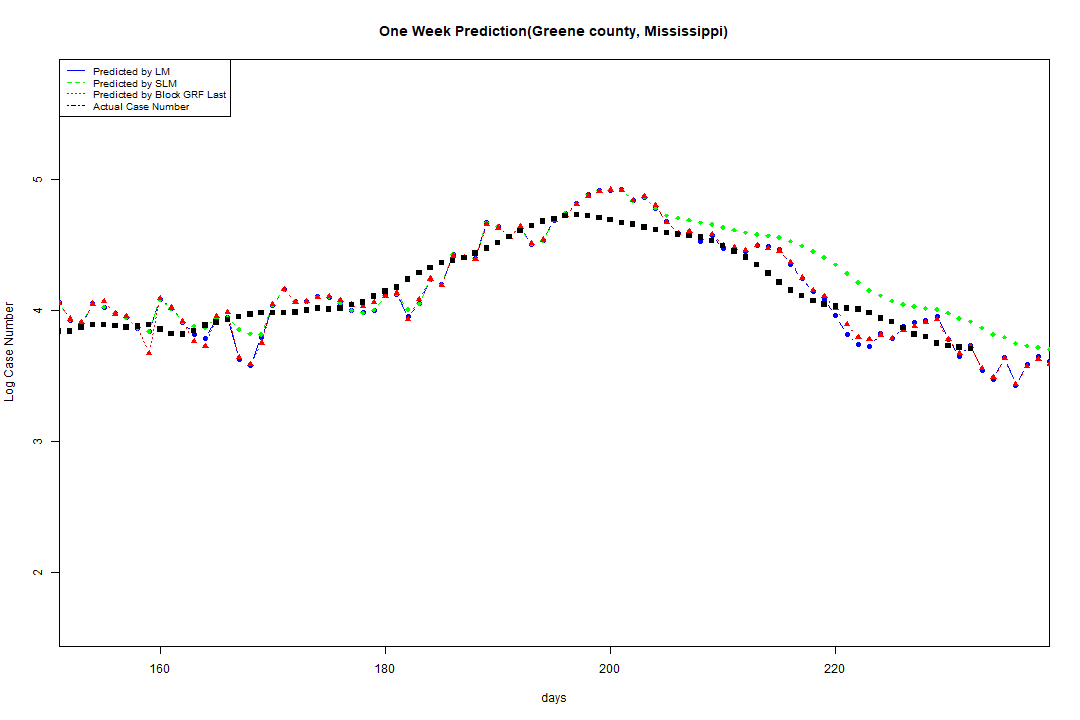 One Week Prediction(Greene county, Mississippi)
Predicted by LM
Predicted by SLM
Predicted by Block GRF Last
Actual Case Number
5
4
3
2
Log Case Number
160 180 200 220
days